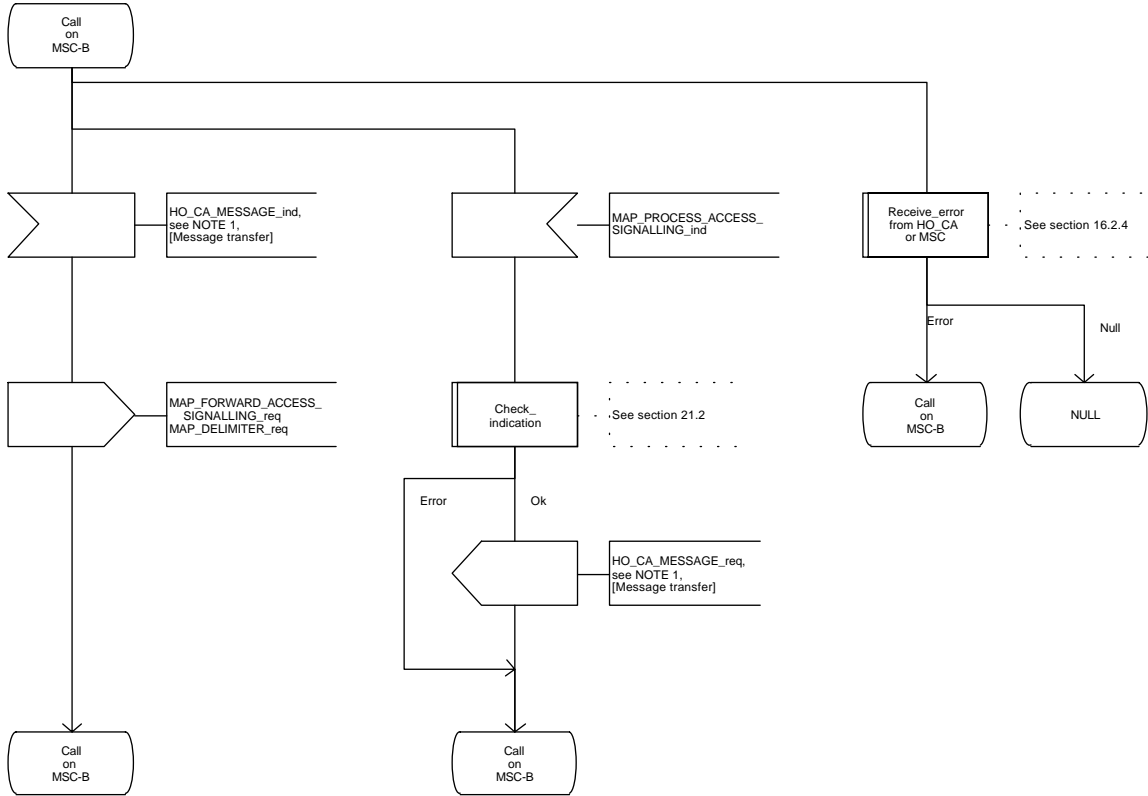 Call
on
MSC-B
HO_CA_MESSAGE_ind,
see NOTE 1,
[Message transfer]
MAP_PROCESS_ACCESS_
SIGNALLING_ind
Receive_error
from HO_CA
or MSC
See section 16.2.4
Error
Null
MAP_FORWARD_ACCESS_
SIGNALLING_req
MAP_DELIMITER_req
Check_
indication
See section 21.2
Call
on
MSC-B
NULL
Error
Ok
HO_CA_MESSAGE_req,
see NOTE 1,
[Message transfer]
Call
on
MSC-B
Call
on
MSC-B